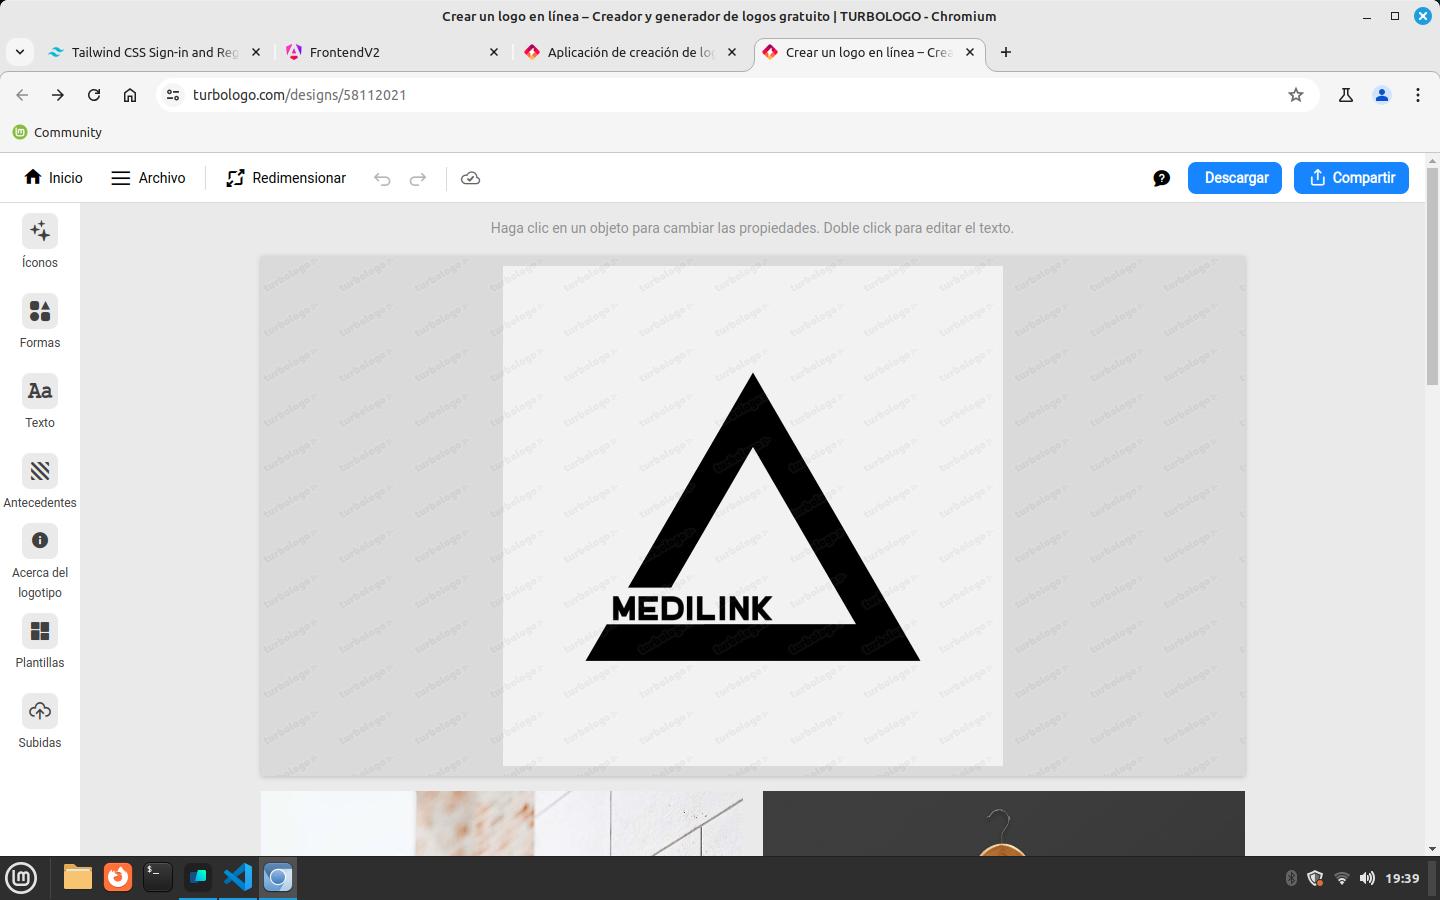 Crear un logo en línea – Creador y generador de logos gratuito | TURBOLOGO - Chromium
Tailwind CSS Sign-in and Reg
FrontendV2
Aplicación de creación de lo
Crear un logo en línea – Crea
turbologo.com/designs/58112021
Community
Inicio
Archivo
Redimensionar
Descargar
Compartir
Haga clic en un objeto para cambiar las propiedades. Doble click para editar el texto.
Íconos
Formas
Aa
Texto
Antecedentes
Acerca del
logotipo
Plantillas
Subidas
turbologo
MEDILINK
19:39